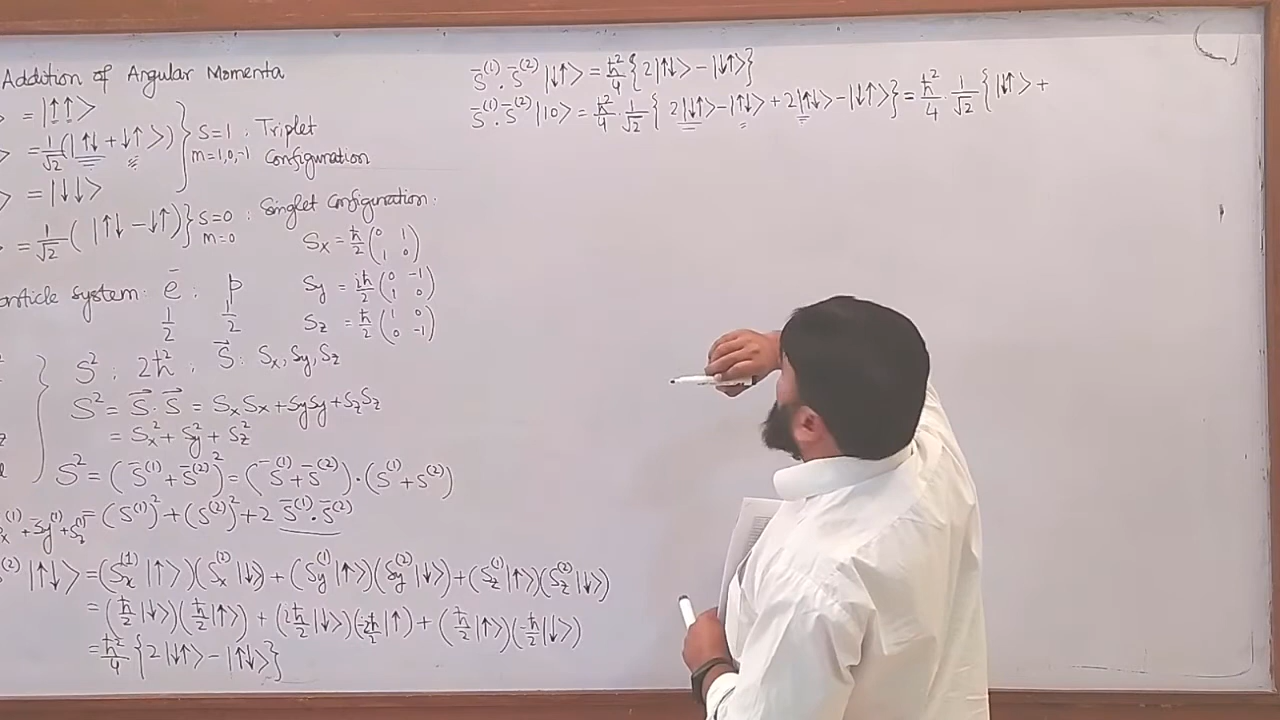 Addition of Angular Momenta
> = |↑↑>
> = 1/√2 (|↑↓ + ↓↑>) } S=1 . Triplet
m=1,0,-1 Configuration
> = |↓↓>
> = 1/√2 ( |↑↓ − ↓↑) } S=0 : Singlet Configuration.
m=0
Sx = ħ/2 (0 1 1 0)
particle system: e̅ : p
1/2 1/2
Sy = iħ/2 (0 -1 1 0)
Sz = ħ/2 (1 0 0 -1)
S² : 2ħ² . S⃗ : Sx, Sy, Sz
S² = S⃗ . S⃗ = SxSx + SySy + SzSz
= Sx² + Sy² + Sz²
S² = (S̅⁽¹⁾ + S̅⁽²⁾)² = (S̅⁽¹⁾ + S̅⁽²⁾) · (S⁽¹⁾ + S⁽²⁾)
= (S⁽¹⁾)² + (S⁽²⁾)² + 2 S̅⁽¹⁾ . S̅⁽²⁾
⁽²⁾ |↑↓> = (Sx⁽¹⁾ |↑>)(Sx⁽²⁾ |↓>) + (Sy⁽¹⁾ |↑>)(Sy⁽²⁾ |↓>) + (Sz⁽¹⁾ |↑>)(Sz⁽²⁾ |↓>)
= (ħ/2 |↓>)(ħ/2 |↑>) + (iħ/2 |↓>)(-iħ/2 |↑) + (ħ/2 |↑>)(-ħ/2 |↓>)
= ħ²/4 { 2|↓↑> − |↑↓> }
S̅⁽¹⁾ . S̅⁽²⁾ |↓↑> = ħ²/4 { 2|↑↓> − |↓↑> }
S̅⁽¹⁾ . S̅⁽²⁾ |10> = ħ²/4 . 1/√2 { 2|↓↑> − |↑↓> + 2|↑↓> − |↓↑> } = ħ²/4 . 1/√2 { |↓↑> +